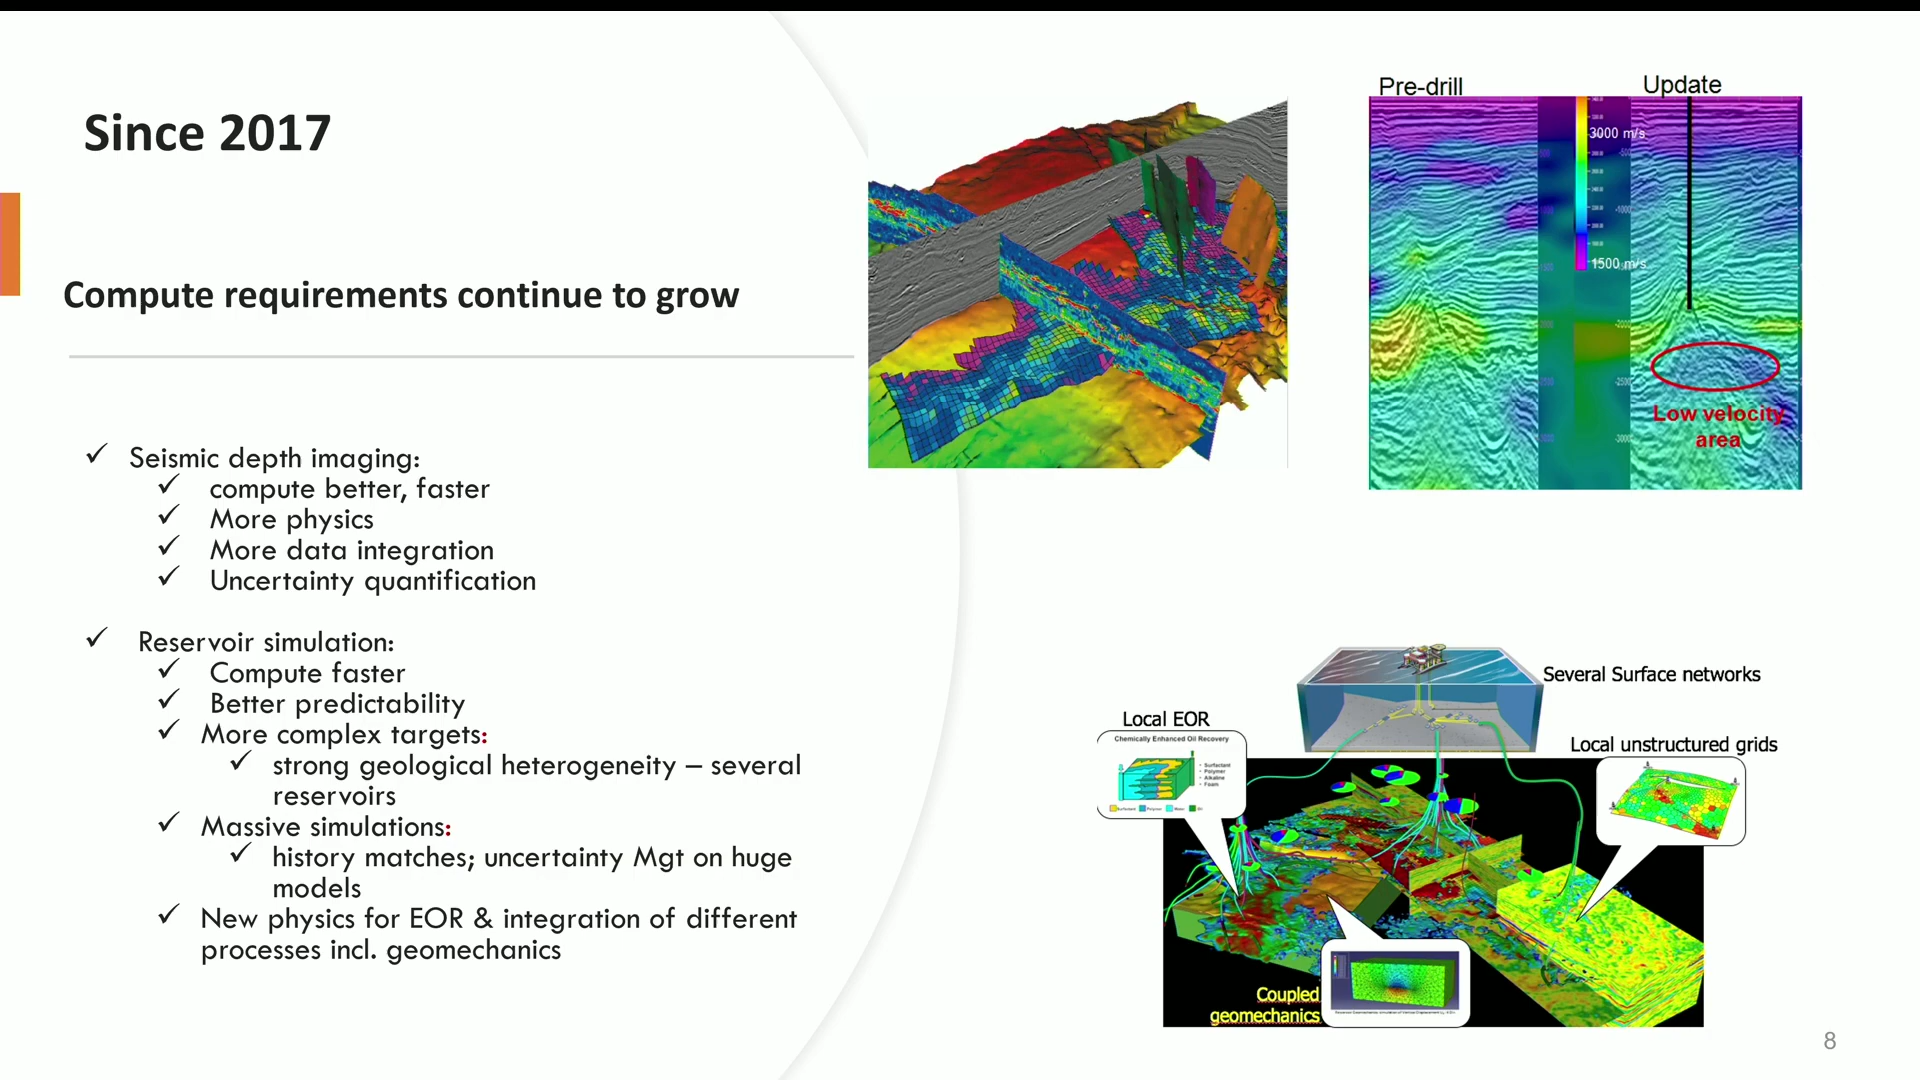 Since 2017
Compute requirements continue to grow
Seismic depth imaging:
compute better, faster
More physics
More data integration
Uncertainty quantification
Reservoir simulation:
Compute faster
Better predictability
More complex targets:
strong geological heterogeneity – several
reservoirs
Massive simulations:
history matches; uncertainty Mgt on huge
models
New physics for EOR & integration of different
processes incl. geomechanics
Pre-drill
Update
3000 m/s
1500 m/s
Low velocity
area
Several Surface networks
Local EOR
Chemically Enhanced Oil Recovery
Surfactant
Polymer
Alkaline
Foam
Local unstructured grids
Coupled
geomechanics
8